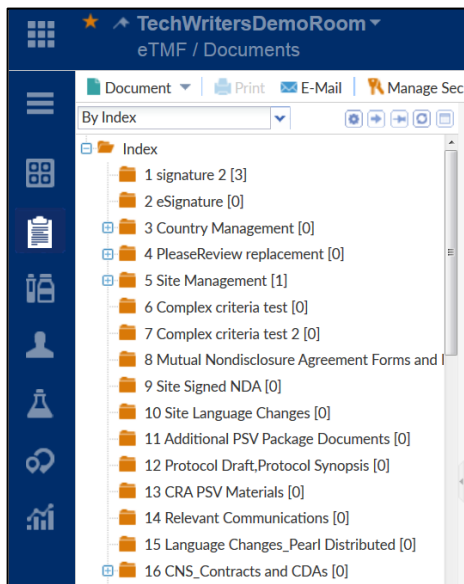 TechWritersDemoRoom
eTMF / Documents
Document Print E-Mail Manage Sec
By Index
Index
1 signature 2 [3]
2 eSignature [0]
3 Country Management [0]
4 PleaseReview replacement [0]
5 Site Management [1]
6 Complex criteria test [0]
7 Complex criteria test 2 [0]
8 Mutual Nondisclosure Agreement Forms and
9 Site Signed NDA [0]
10 Site Language Changes [0]
11 Additional PSV Package Documents [0]
12 Protocol Draft,Protocol Synopsis [0]
13 CRA PSV Materials [0]
14 Relevant Communications [0]
15 Language Changes_Pearl Distributed [0]
16 CNS_Contracts and CDAs [0]